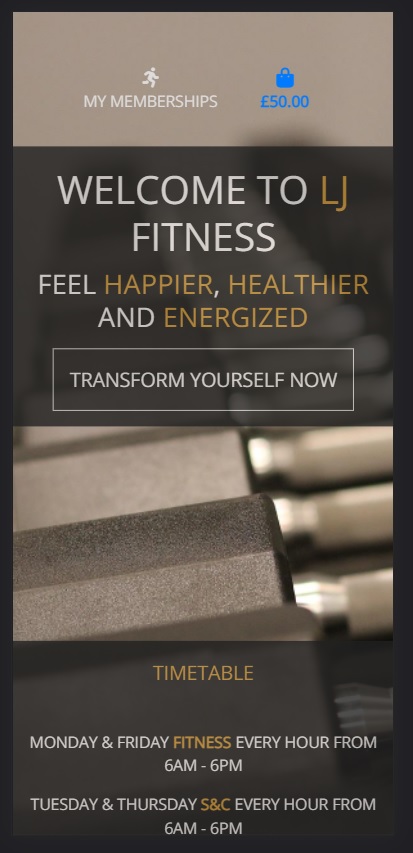 MY MEMBERSHIPS
£50.00
WELCOME TO LJ
FITNESS
FEEL HAPPIER, HEALTHIER
AND ENERGIZED
TRANSFORM YOURSELF NOW
TIMETABLE
MONDAY & FRIDAY FITNESS EVERY HOUR FROM
6AM - 6PM
TUESDAY & THURSDAY S&C EVERY HOUR FROM
6AM - 6PM